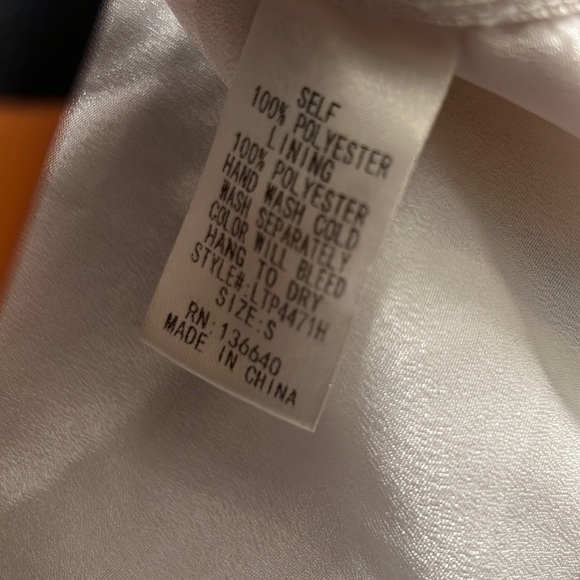 SELF
100% POLYESTER
LINING
100% POLYESTER
HAND WASH COLD
WASH SEPARATELY
COLOR WILL BLEED
HANG TO DRY
STYLE#:LTP4471H
SIZE:S
RN:136640
MADE IN CHINA